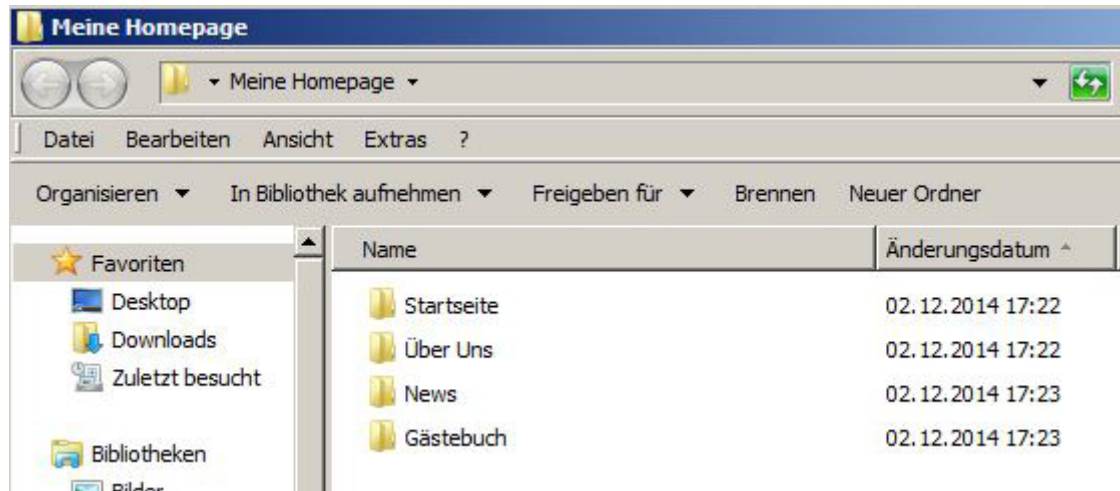 Meine Homepage
Meine Homepage
Datei Bearbeiten Ansicht Extras ?
Organisieren In Bibliothek aufnehmen Freigeben für Brennen Neuer Ordner
Favoriten
Desktop
Downloads
Zuletzt besucht
Bibliotheken
Bilder
Name Änderungsdatum
Startseite 02.12.2014 17:22
Über Uns 02.12.2014 17:22
News 02.12.2014 17:23
Gästebuch 02.12.2014 17:23